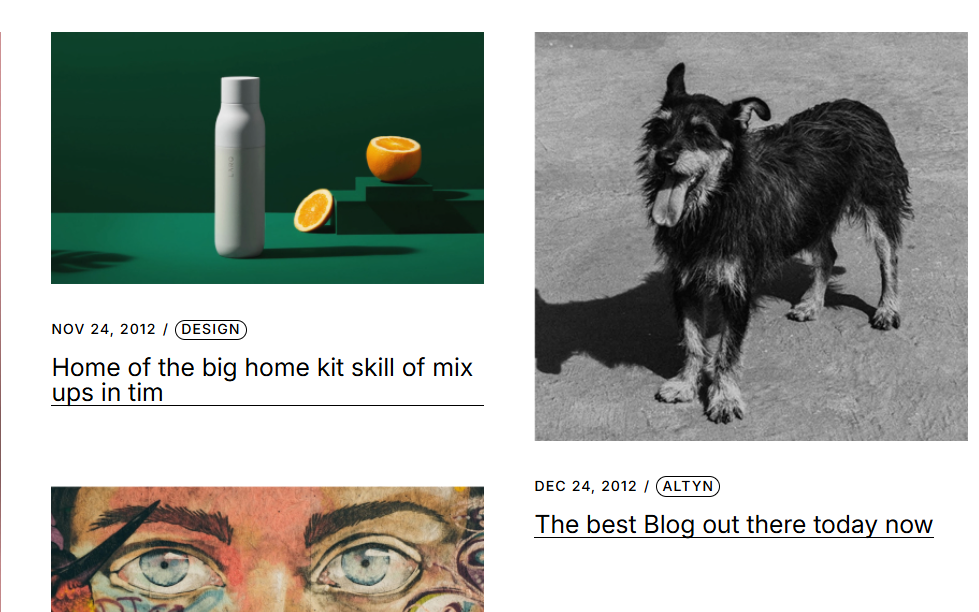 NOV 24, 2012 / DESIGN
Home of the big home kit skill of mix
ups in tim
DEC 24, 2012 / ALTYN
The best Blog out there today now